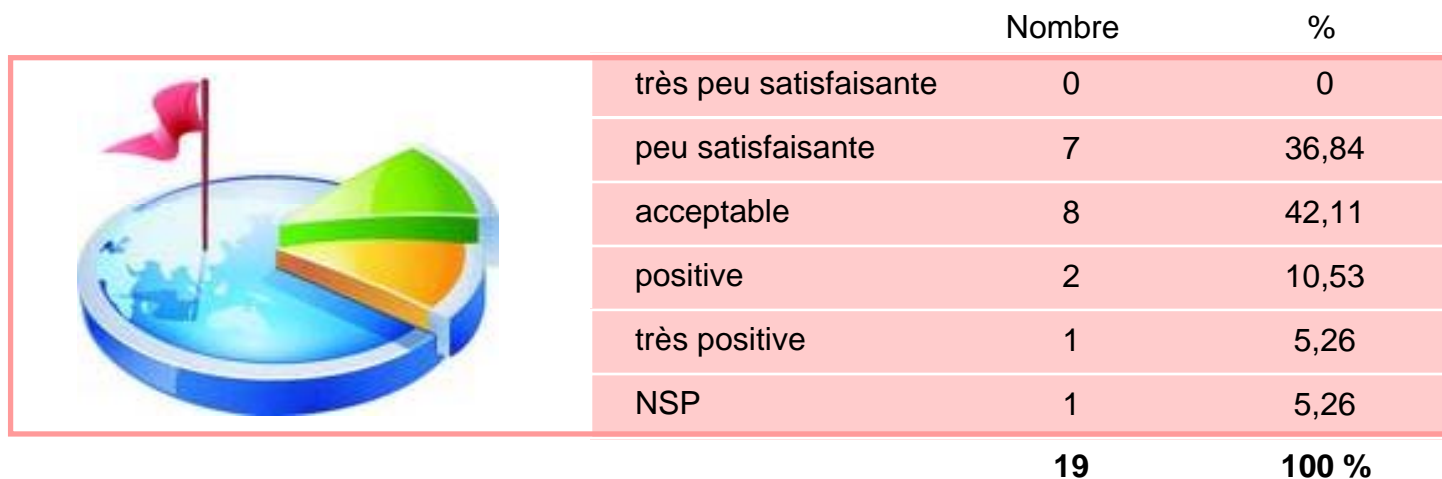 Nombre %
très peu satisfaisante 0 0
peu satisfaisante 7 36,84
acceptable 8 42,11
positive 2 10,53
très positive 1 5,26
NSP 1 5,26
19 100 %